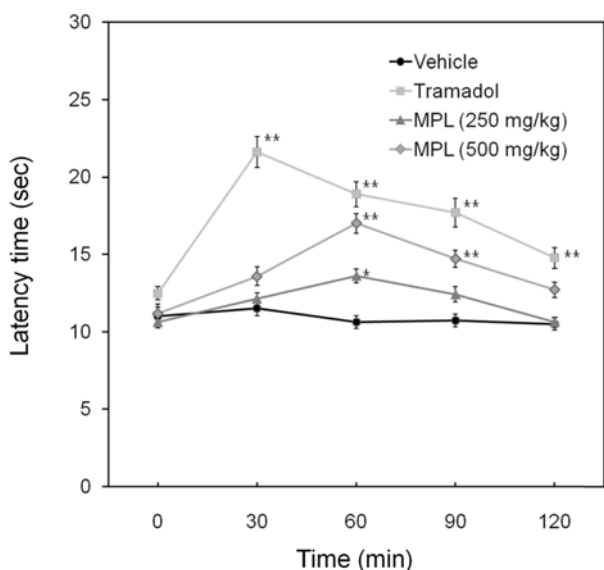 30
25
20
15
10
5
0
Latency time (sec)
Vehicle
Tramadol
MPL (250 mg/kg)
MPL (500 mg/kg)
**
**
**
**
**
**
*
**
0 30 60 90 120
Time (min)